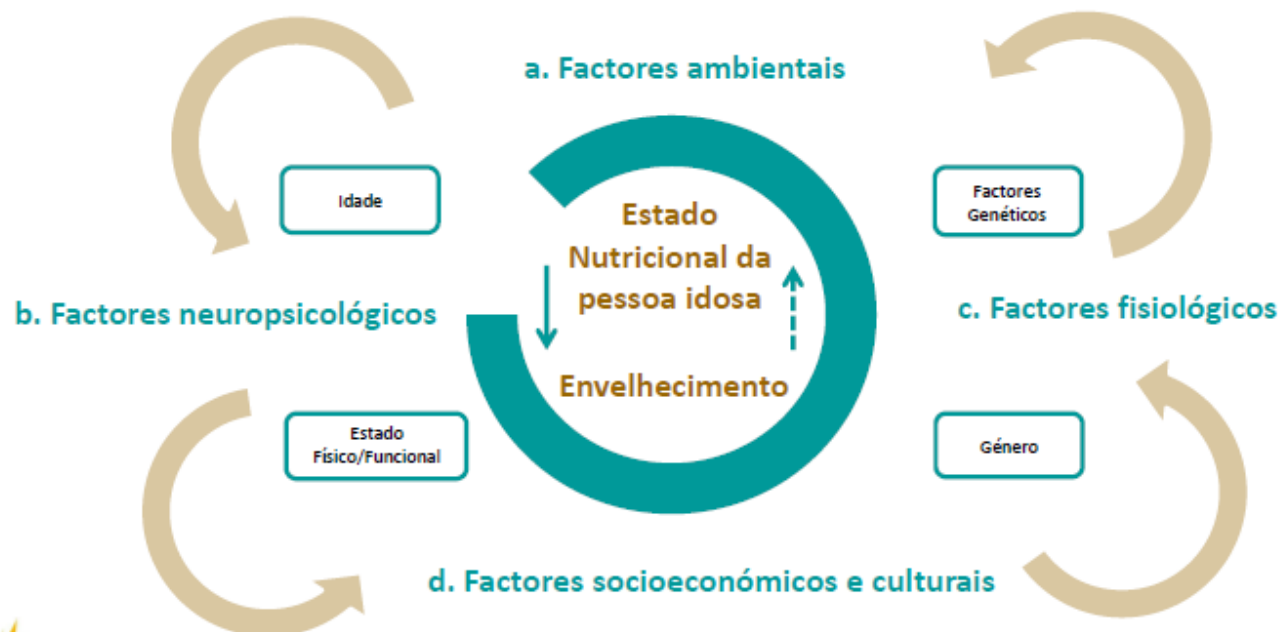 a. Factores ambientais
Idade
Factores
Genéticos
Estado
Nutricional da
pessoa idosa
b. Factores neuropsicológicos
c. Factores fisiológicos
Envelhecimento
Estado
Físico/Funcional
Género
d. Factores socioeconómicos e culturais